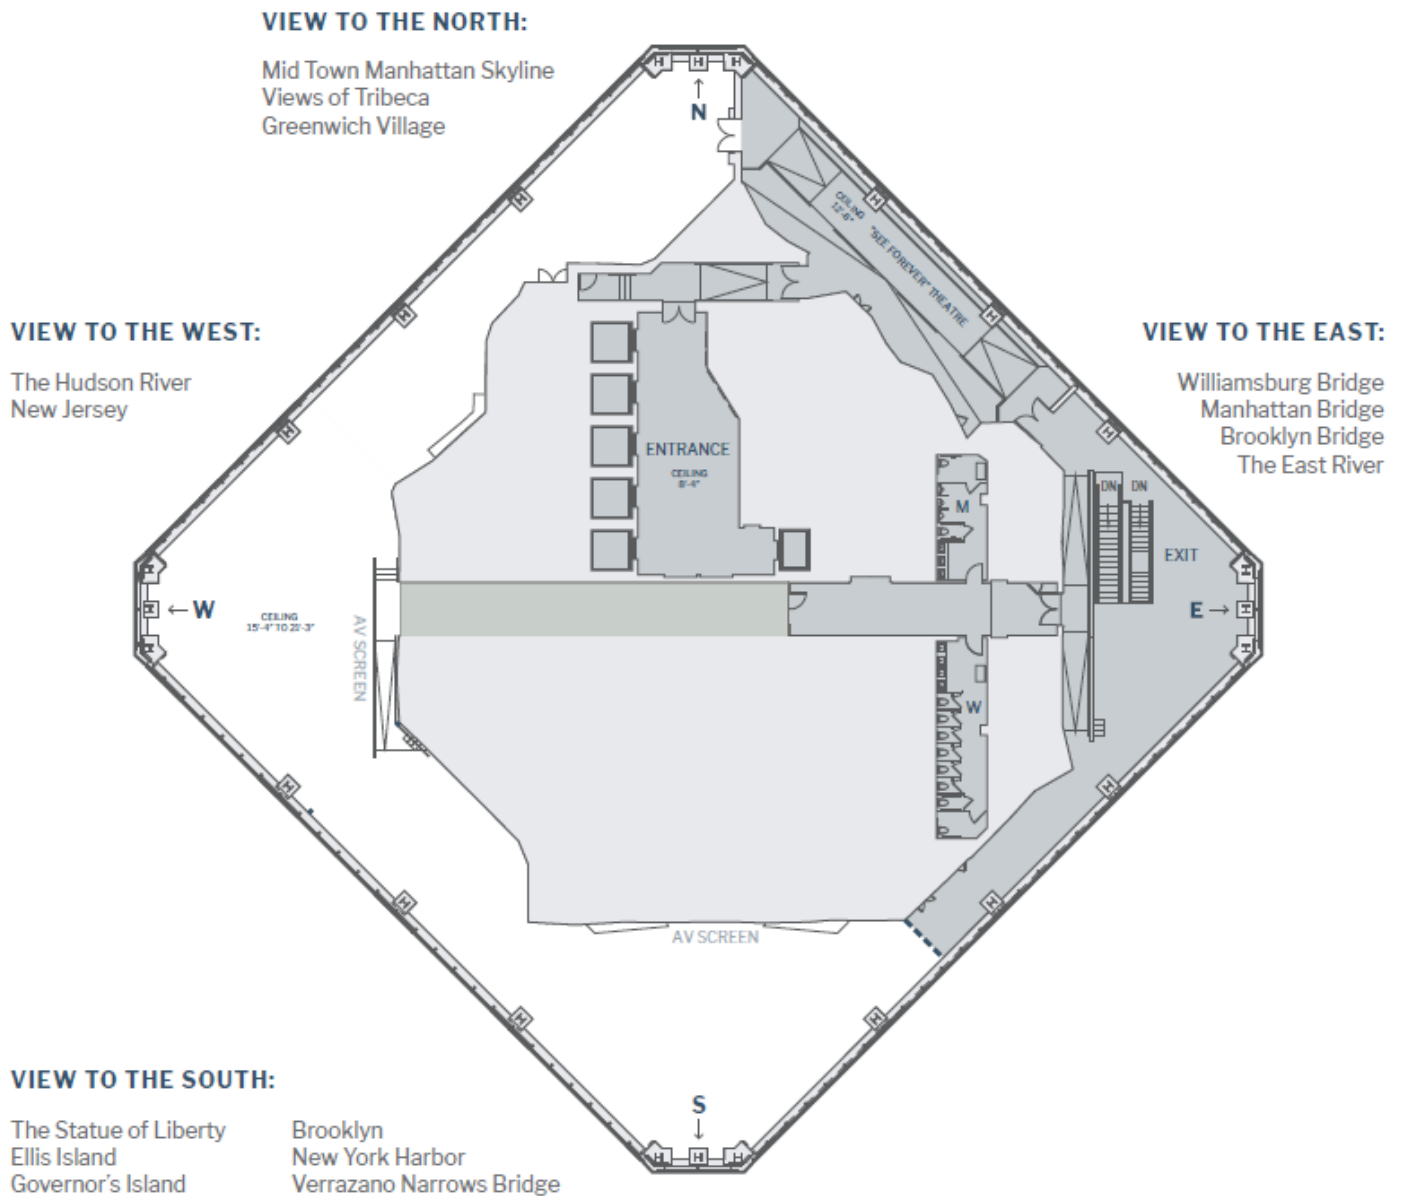 VIEW TO THE NORTH:
Mid Town Manhattan Skyline
Views of Tribeca
Greenwich Village
N
CEILING
12'-6"
"SEE FOREVER" THEATRE
VIEW TO THE WEST:
The Hudson River
New Jersey
VIEW TO THE EAST:
Williamsburg Bridge
Manhattan Bridge
Brooklyn Bridge
The East River
ENTRANCE
CEILING
8'-4"
M
DN DN
EXIT
W
CEILING
15'-4" TO 21'-3"
AV SCREEN
E
W
AV SCREEN
S
VIEW TO THE SOUTH:
The Statue of Liberty
Ellis Island
Governor's Island
Brooklyn
New York Harbor
Verrazano Narrows Bridge